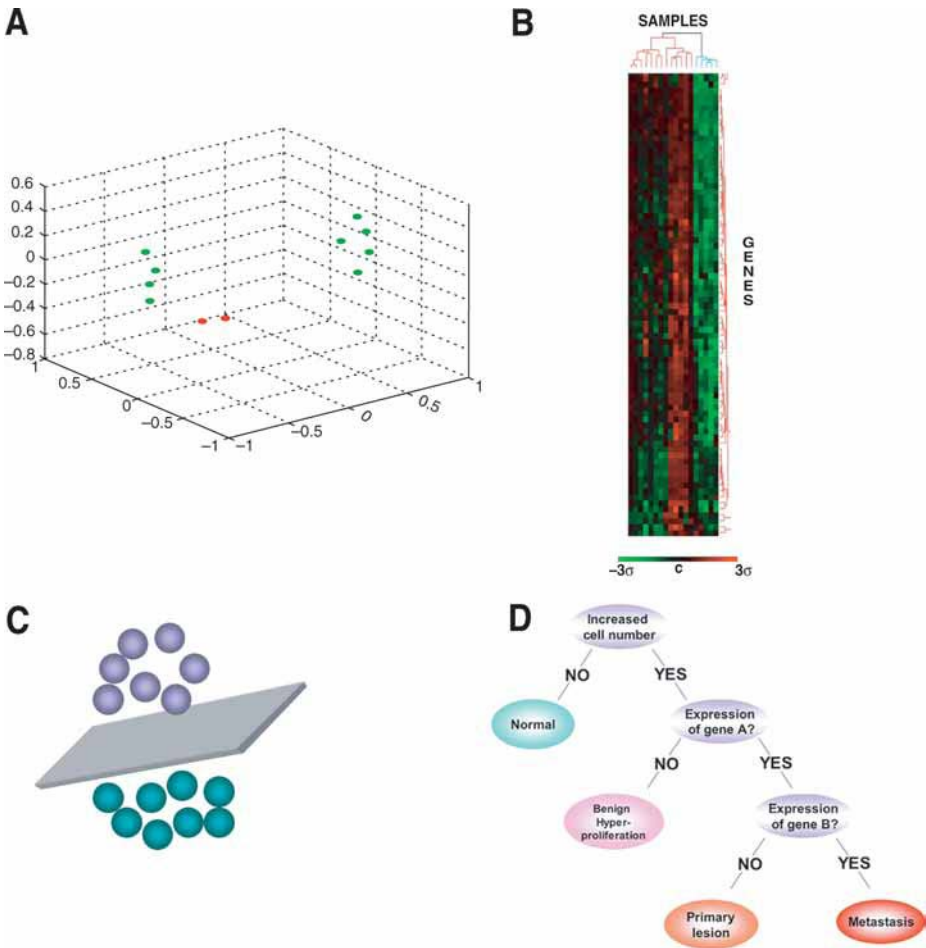 A
0.6
0.4
0.2
0
−0.2
−0.4
−0.6
−0.8
1
0.5
0
−0.5
−1
−1
−0.5
0
0.5
1
B
SAMPLES
G
E
N
E
S
−3σ
c
3σ
C
D
Increased
cell number
NO
YES
Normal
Expression
of gene A?
NO
YES
Benign
Hyper-
proliferation
Expression
of gene B?
NO
YES
Primary
lesion
Metastasis